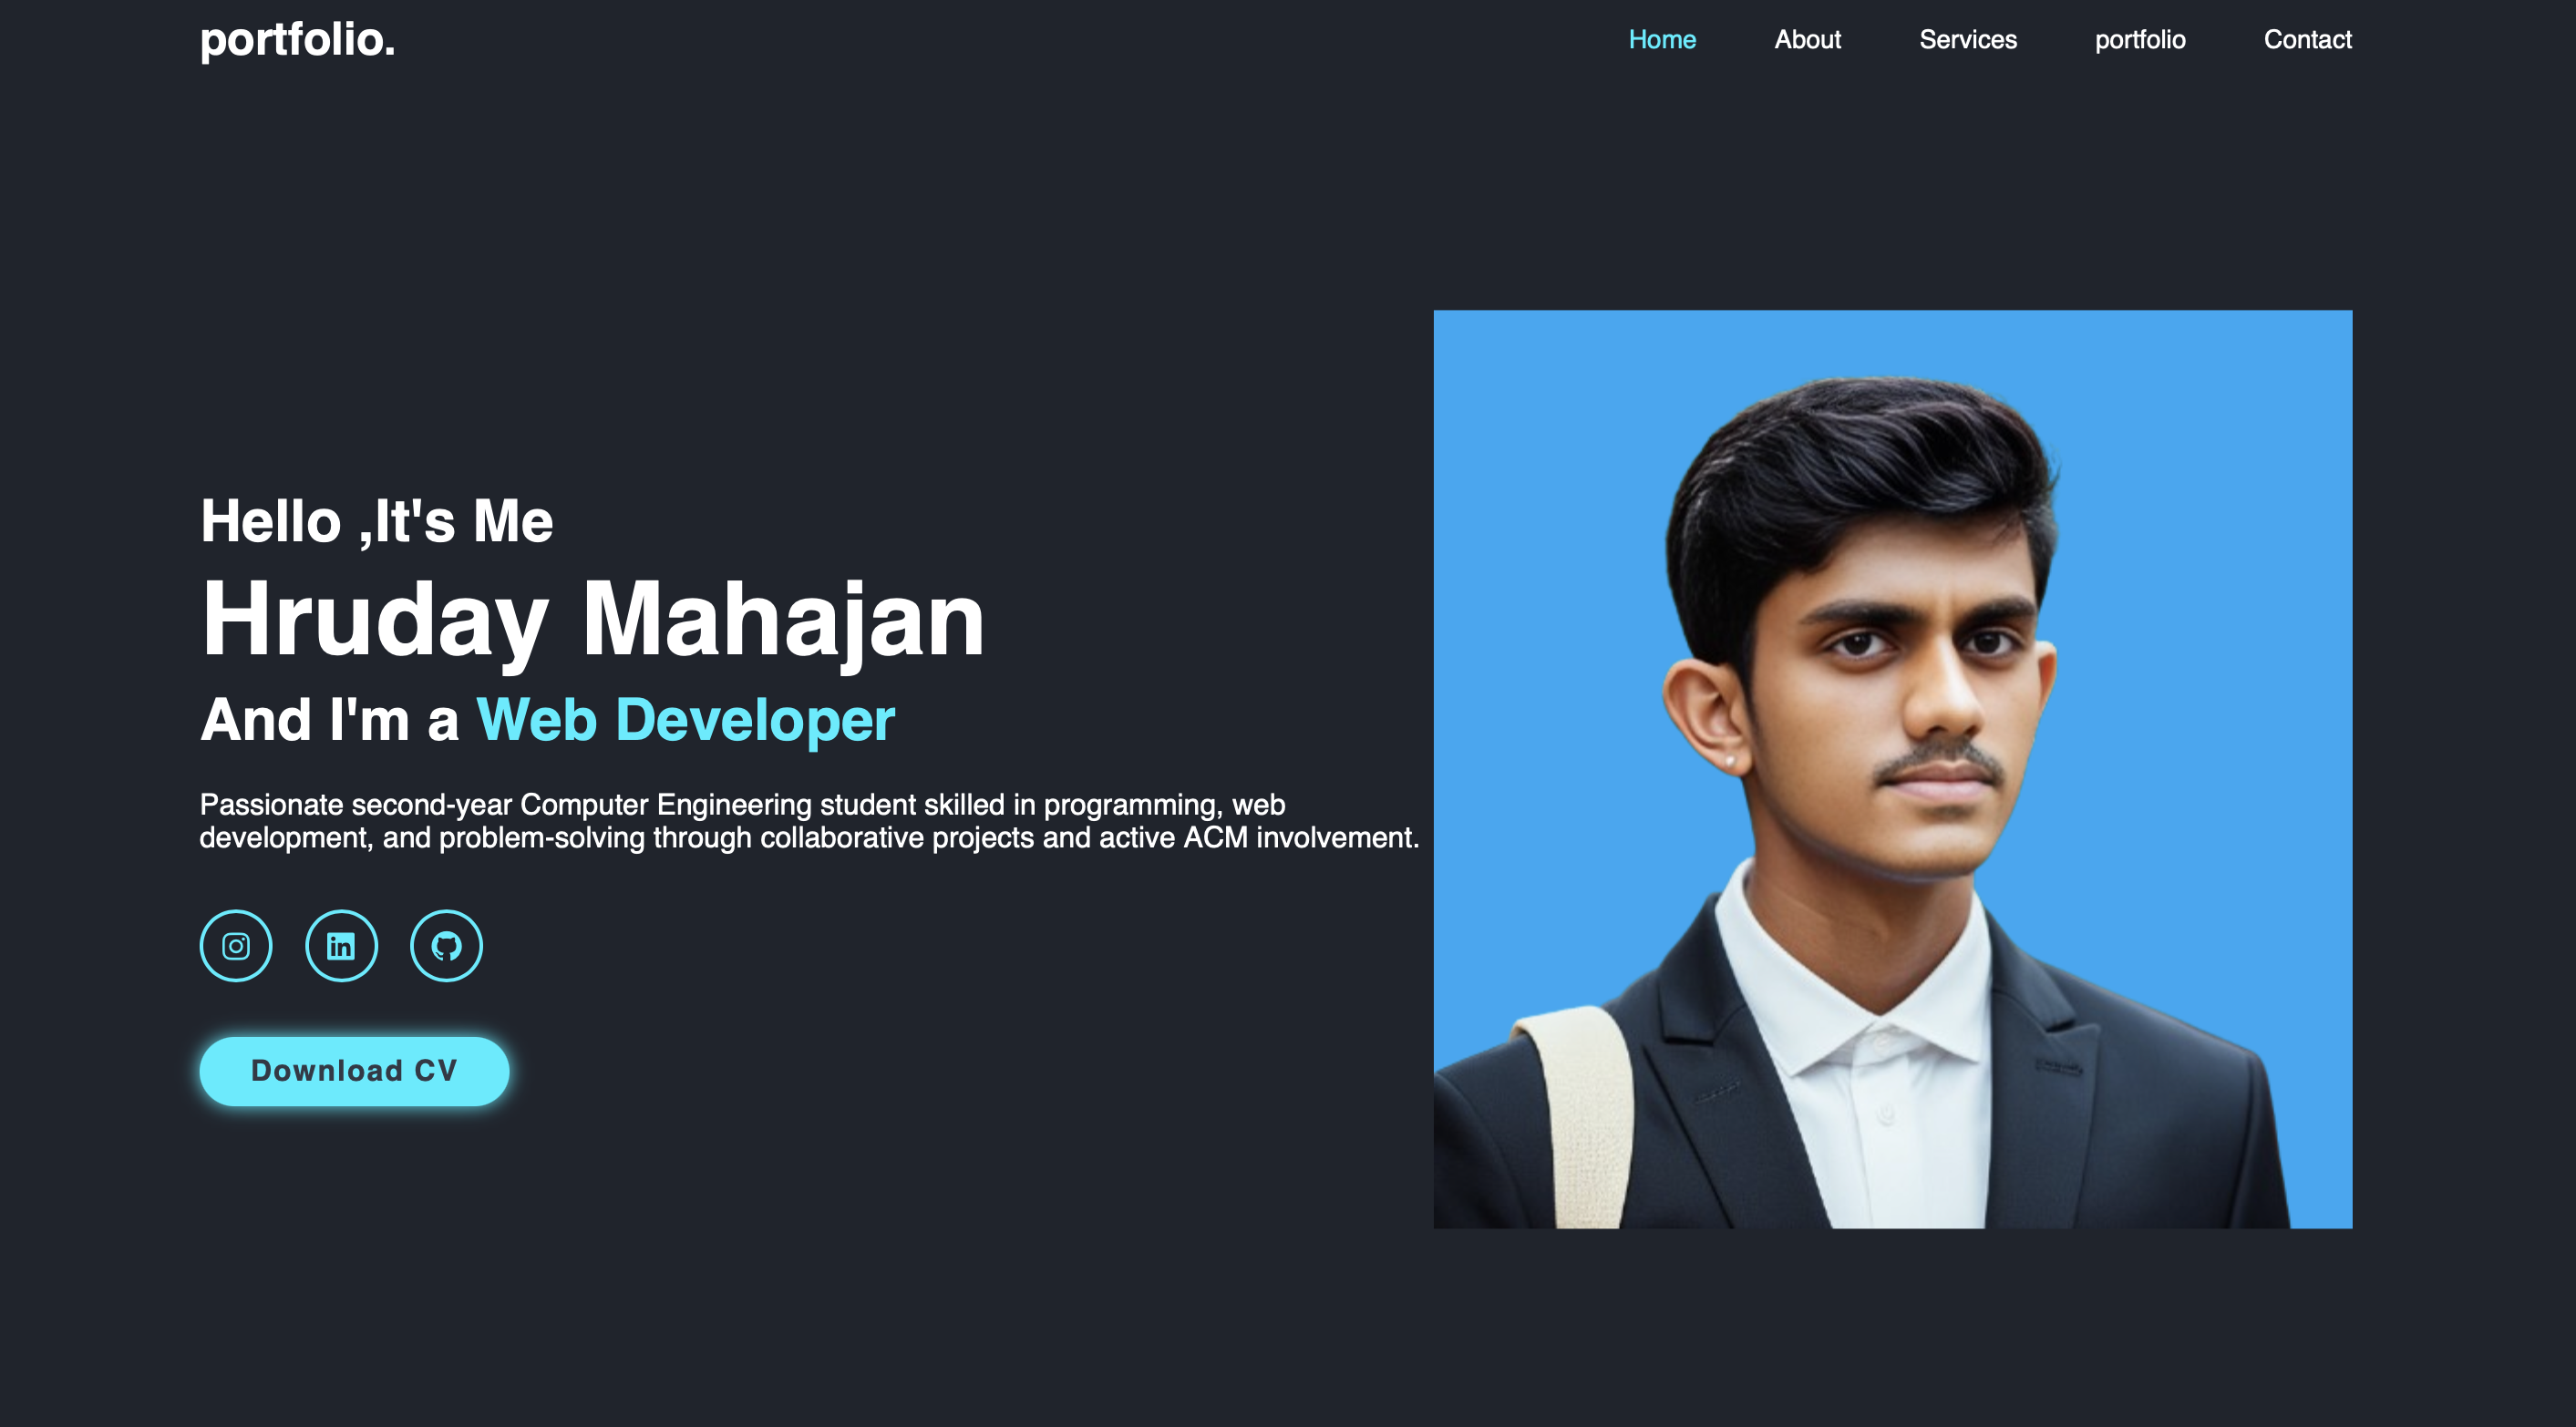 portfolio.
Home About Services portfolio Contact
Hello ,It's Me
Hruday Mahajan
And I'm a Web Developer
Passionate second-year Computer Engineering student skilled in programming, web
development, and problem-solving through collaborative projects and active ACM involvement.
in
Download CV